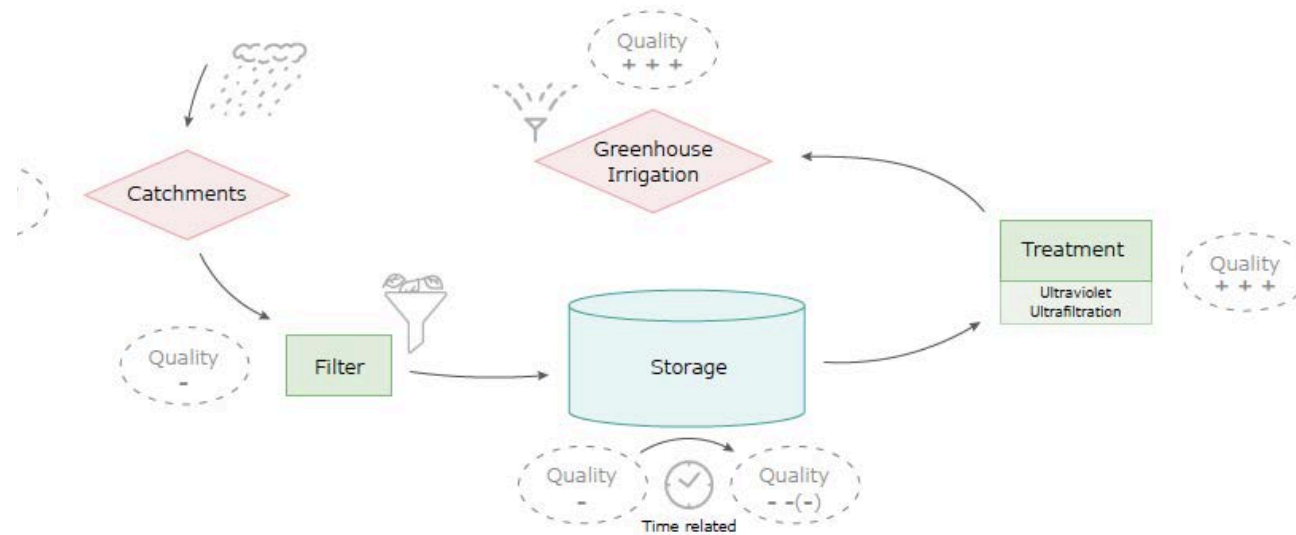 Quality
+ + +
Greenhouse
Irrigation
Catchments
Treatment
Ultraviolet
Ultrafiltration
Quality
+ + +
Quality
-
Filter
Storage
Quality
-
Quality
- -(-)
Time related